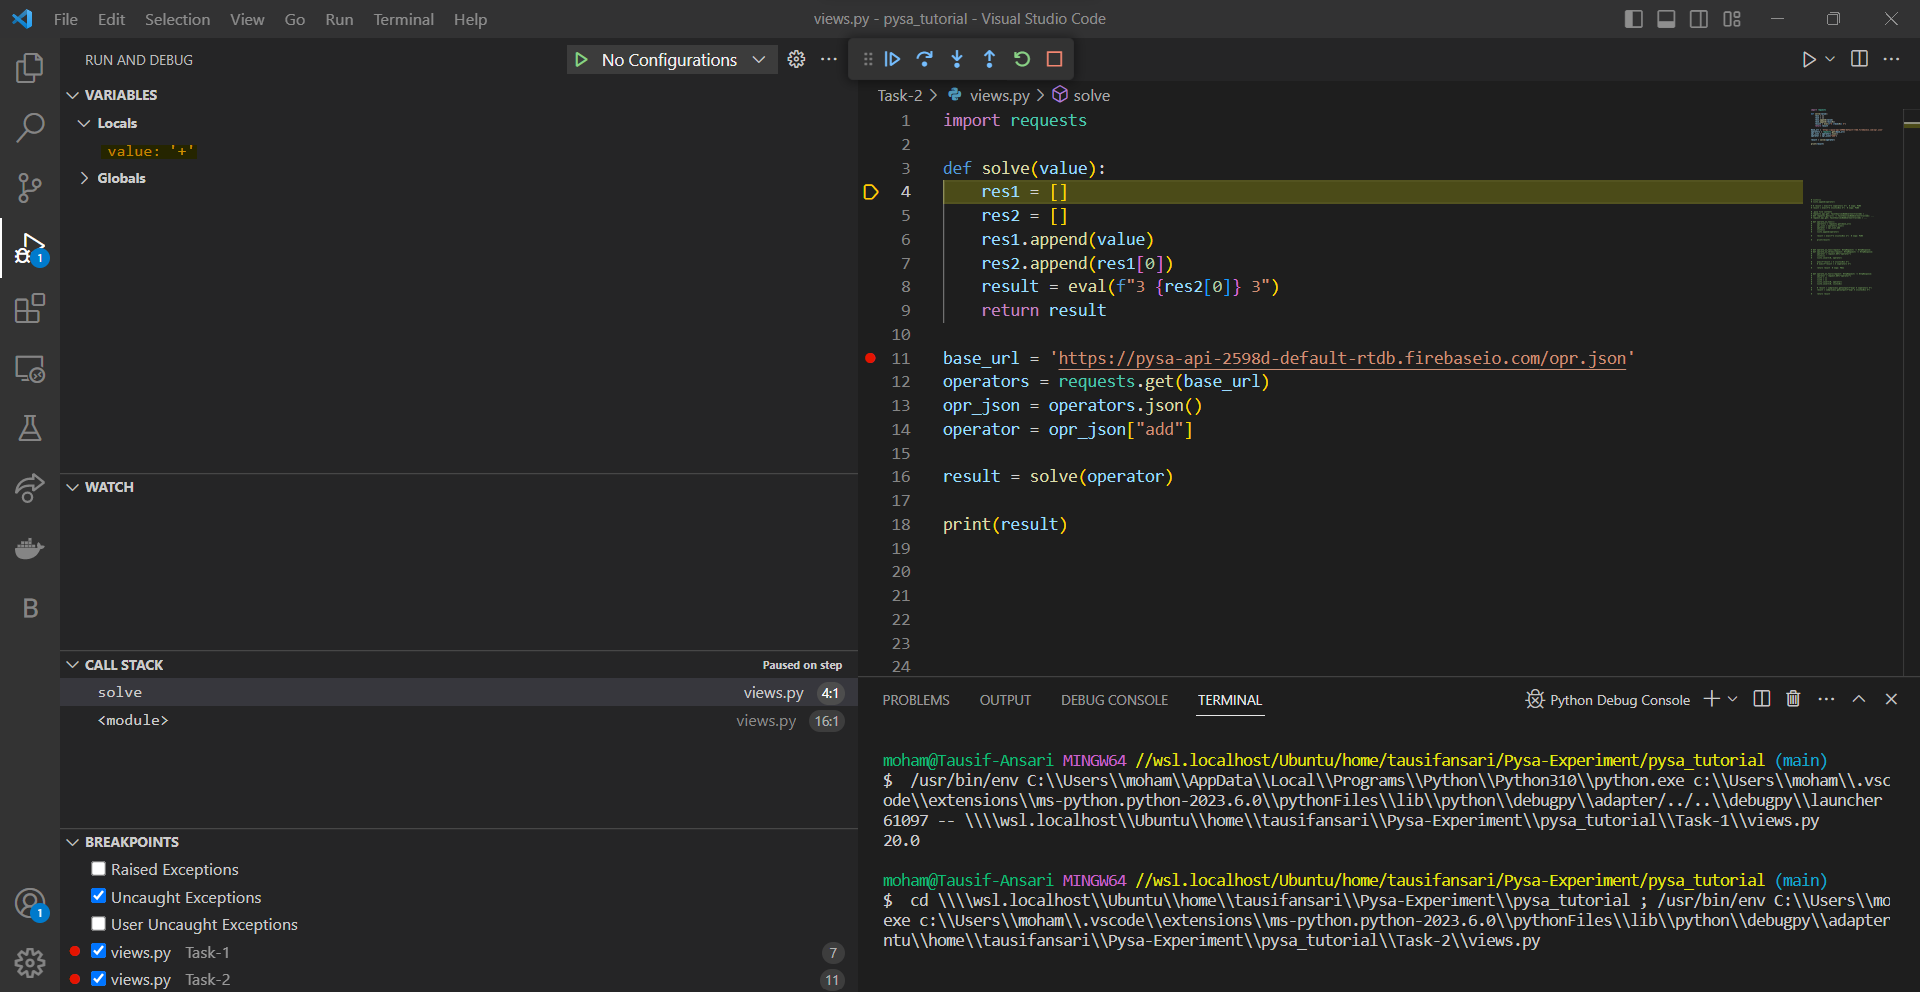 File Edit Selection View Go Run Terminal Help
views.py - pysa_tutorial - Visual Studio Code
RUN AND DEBUG
No Configurations
VARIABLES
Locals
value: '+'
Globals
WATCH
CALL STACK
Paused on step
solve views.py 4:1
<module> views.py 16:1
BREAKPOINTS
Raised Exceptions
Uncaught Exceptions
User Uncaught Exceptions
views.py Task-1 7
views.py Task-2 11
1
B
1
Task-2 > views.py > solve
1 import requests
2
3 def solve(value):
4     res1 = []
5     res2 = []
6     res1.append(value)
7     res2.append(res1[0])
8     result = eval(f"3 {res2[0]} 3")
9     return result
10
11 base_url = 'https://pysa-api-2598d-default-rtdb.firebaseio.com/opr.json'
12 operators = requests.get(base_url)
13 opr_json = operators.json()
14 operator = opr_json["add"]
15
16 result = solve(operator)
17
18 print(result)
19
20
21
22
23
24
PROBLEMS OUTPUT DEBUG CONSOLE TERMINAL
Python Debug Console
moham@Tausif-Ansari MINGW64 //wsl.localhost/Ubuntu/home/tausifansari/Pysa-Experiment/pysa_tutorial (main)
$  /usr/bin/env C:\\Users\\moham\\AppData\\Local\\Programs\\Python\\Python310\\python.exe c:\\Users\\moham\\.vsc
ode\\extensions\\ms-python.python-2023.6.0\\pythonFiles\\lib\\python\\debugpy\\adapter/../..\\debugpy\\launcher
61097 -- \\\\wsl.localhost\\Ubuntu\\home\\tausifansari\\Pysa-Experiment\\pysa_tutorial\\Task-1\\views.py
20.0
moham@Tausif-Ansari MINGW64 //wsl.localhost/Ubuntu/home/tausifansari/Pysa-Experiment/pysa_tutorial (main)
$  cd \\\\wsl.localhost\\Ubuntu\\home\\tausifansari\\Pysa-Experiment\\pysa_tutorial ; /usr/bin/env C:\\Users\\mo
exe c:\\Users\\moham\\.vscode\\extensions\\ms-python.python-2023.6.0\\pythonFiles\\lib\\python\\debugpy\\adapter
ntu\\home\\tausifansari\\Pysa-Experiment\\pysa_tutorial\\Task-2\\views.py